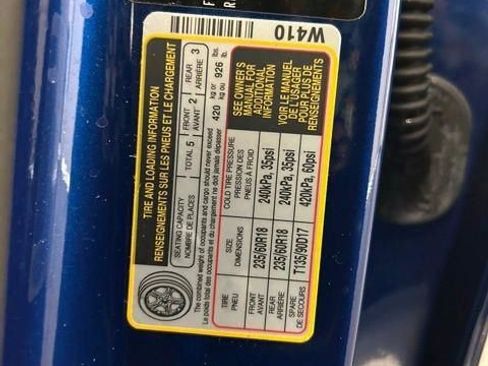 W410
F
R
TIRE AND LOADING INFORMATION
RENSEIGNEMENTS SUR LES PNEUS ET LE CHARGEMENT
SEATING CAPACITY
NOMBRE DE PLACES
TOTAL 5
FRONT
AVANT 2
REAR
ARRIÈRE 3
The combined weight of occupants and cargo should never exceed
Le poids total des occupants et du chargement ne doit jamais dépasser
420 kg or
kg ou
926 lbs.
lb.
TIRE
PNEU
SIZE
DIMENSIONS
COLD TIRE PRESSURE
PRESSION DES
PNEUS À FROID
FRONT
AVANT
235/60R18
240kPa, 35psi
REAR
ARRIÈRE
235/60R18
240kPa, 35psi
SPARE
DE SECOURS
T135/90D17
420kPa, 60psi
SEE OWNER'S
MANUAL FOR
ADDITIONAL
INFORMATION
VOIR LE MANUEL
DE L'USAGER
POUR PLUS DE
RENSEIGNEMENTS